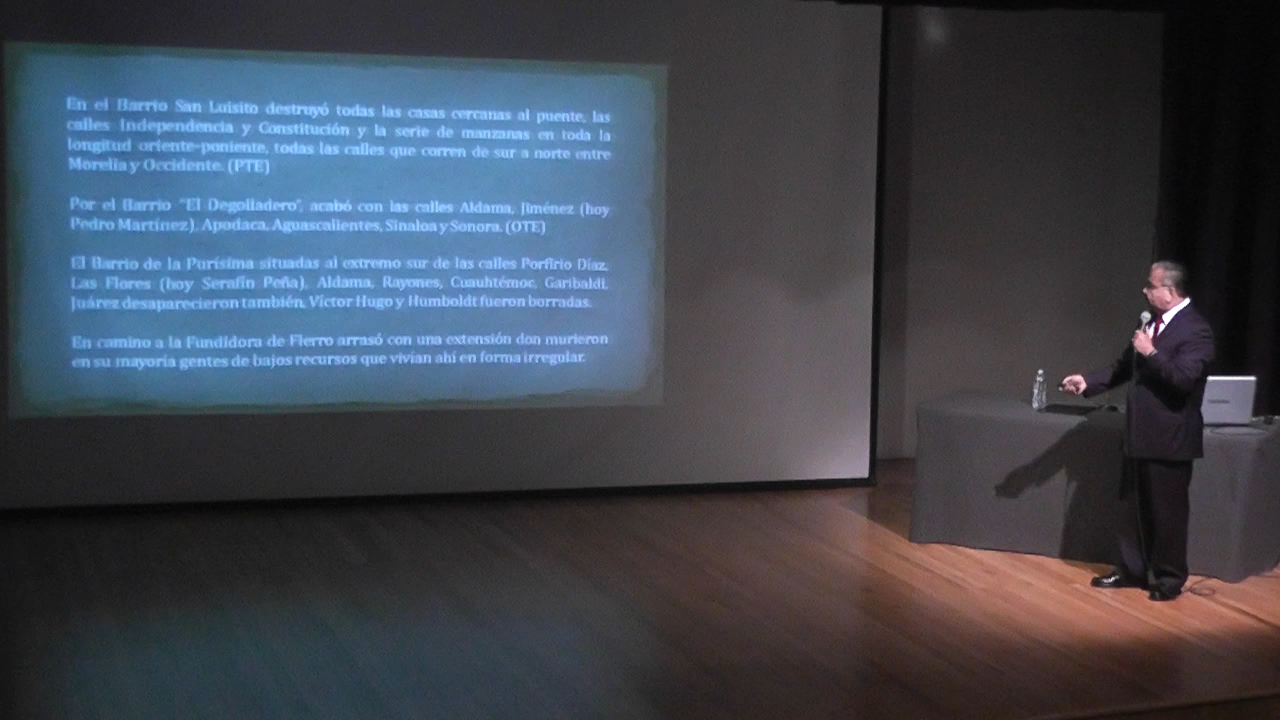 En el Barrio San Luisito destruyó todas las casas cercanas al puente, las
calles Independencia y Constitución y la serie de manzanas en toda la
longitud oriente-poniente, todas las calles que corren de sur a norte entre
Morelia y Occidente. (PTE)
Por el Barrio "El Degolladero", acabó con las calles Aldama, Jiménez (hoy
Pedro Martínez), Apodaca, Aguascalientes, Sinaloa y Sonora. (OTE)
El Barrio de la Purísima situadas al extremo sur de las calles Porfirio Díaz,
Las Flores (hoy Serafín Peña), Aldama, Rayones, Cuauhtémoc, Garibaldi,
Juárez desaparecieron también, Víctor Hugo y Humboldt fueron borradas.
En camino a la Fundidora de Fierro arrasó con una extensión don murieron
en su mayoría gentes de bajos recursos que vivían ahí en forma irregular.